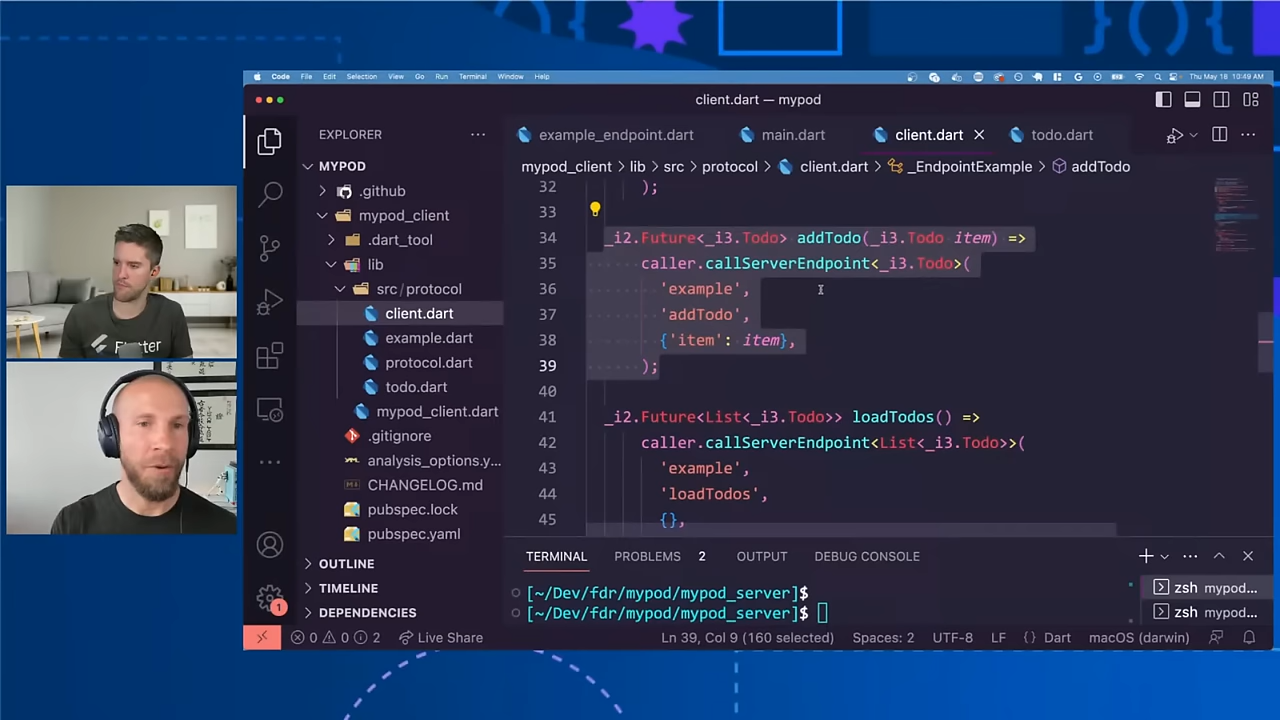 Code File Edit Selection View Go Run Terminal Window Help
Thu May 18 10:49 AM
client.dart — mypod
EXPLORER
MYPOD
.github
mypod_client
.dart_tool
lib
src/protocol
client.dart
example.dart
protocol.dart
todo.dart
mypod_client.dart
.gitignore
analysis_options.y...
CHANGELOG.md
pubspec.lock
pubspec.yaml
OUTLINE
TIMELINE
DEPENDENCIES
example_endpoint.dart main.dart client.dart todo.dart
mypod_client > lib > src > protocol > client.dart > _EndpointExample > addTodo
32 );
33
34 _i2.Future<_i3.Todo> addTodo(_i3.Todo item) =>
35 caller.callServerEndpoint<_i3.Todo>(
36 'example',
37 'addTodo',
38 {'item': item},
39 );
40
41 _i2.Future<List<_i3.Todo>> loadTodos() =>
42 caller.callServerEndpoint<List<_i3.Todo>>(
43 'example',
44 'loadTodos',
45 {},
TERMINAL PROBLEMS 2 OUTPUT DEBUG CONSOLE
[~/Dev/fdr/mypod/mypod_server]$
[~/Dev/fdr/mypod/mypod_server]$
zsh mypod...
zsh mypod...
1
0 0 2 Live Share Ln 39, Col 9 (160 selected) Spaces: 2 UTF-8 LF {} Dart macOS (darwin)